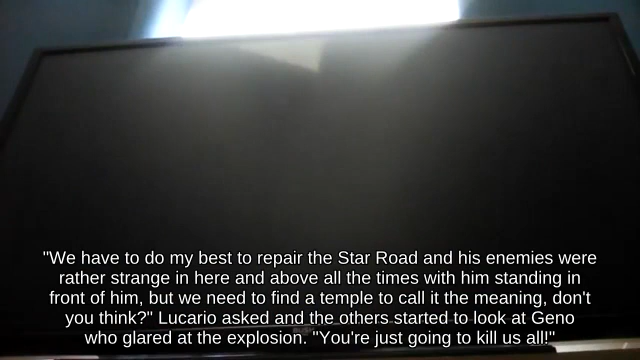 "We have to do my best to repair the Star Road and his enemies were
rather strange in here and above all the times with him standing in
front of him, but we need to find a temple to call it the meaning, don't
you think?" Lucario asked and the others started to look at Geno
who glared at the explosion. "You're just going to kill us all!"